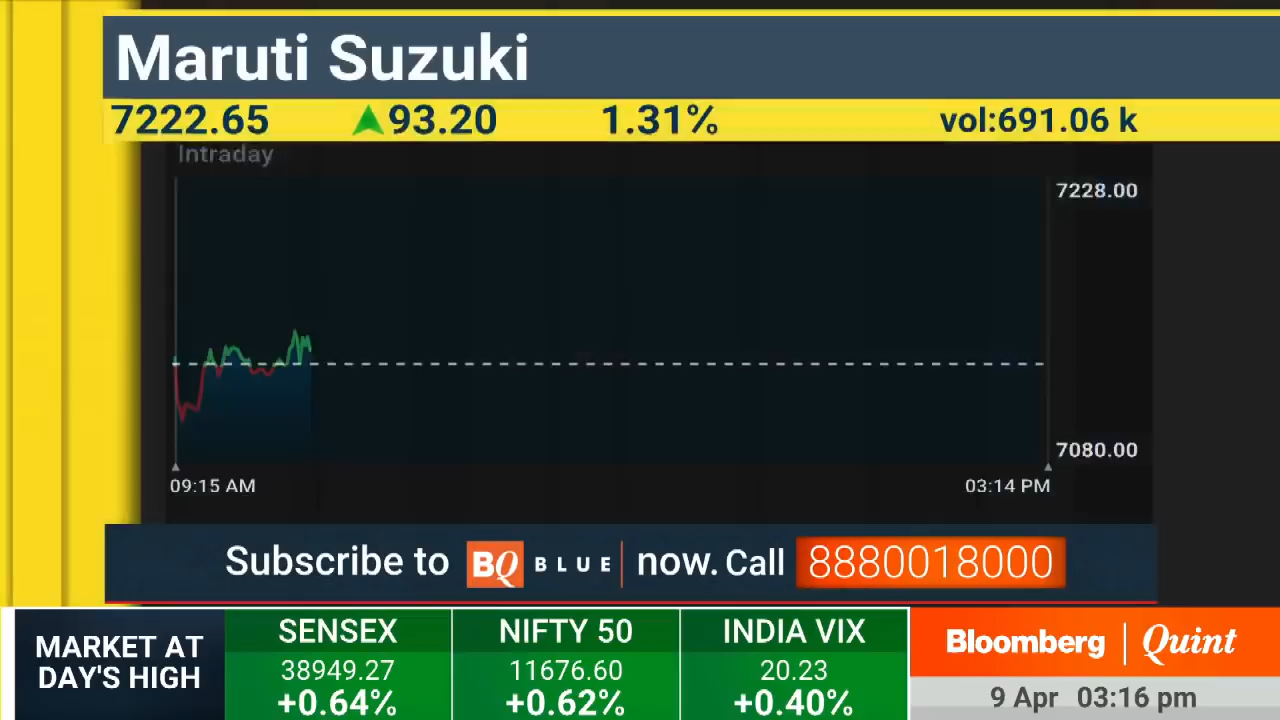 Maruti Suzuki
7222.65 ▲93.20 1.31% vol:691.06 k
Intraday
7228.00
7080.00
09:15 AM 03:14 PM
Subscribe to BQ BLUE | now. Call 8880018000
MARKET AT
DAY'S HIGH
SENSEX
38949.27
+0.64%
NIFTY 50
11676.60
+0.62%
INDIA VIX
20.23
+0.40%
Bloomberg | Quint
9 Apr 03:16 pm